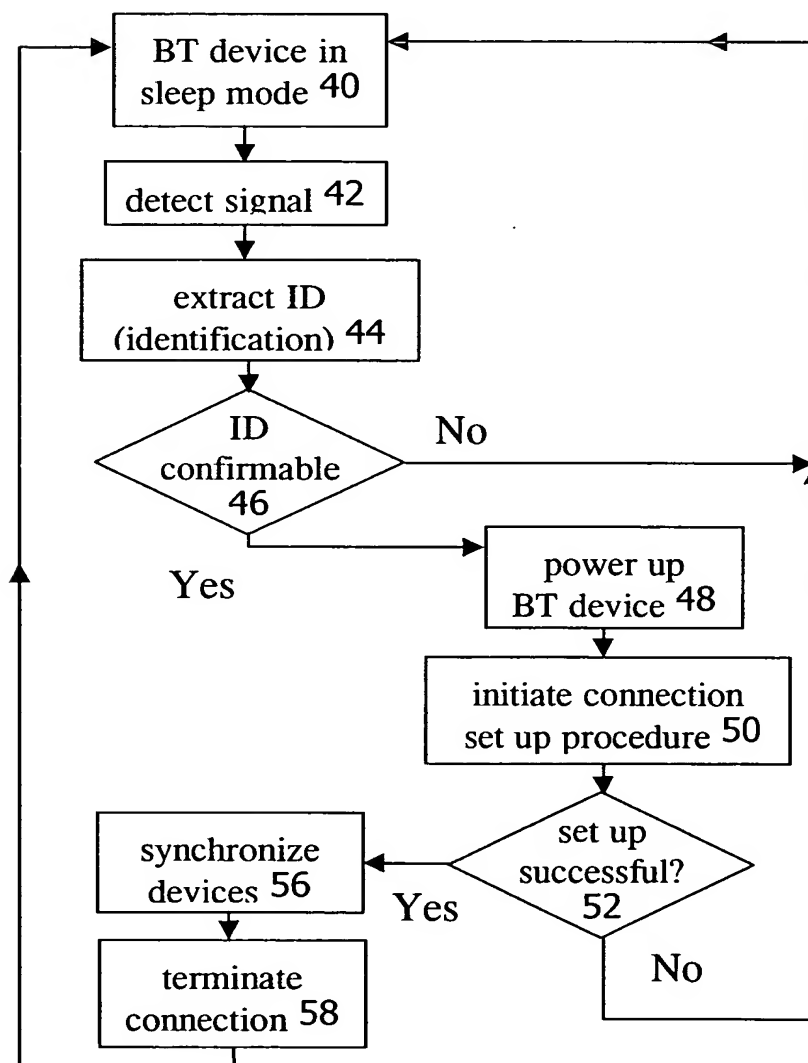 BT device in
sleep mode 40
detect signal 42
extract ID
(identification) 44
ID
confirmable
46
No
Yes
power up
BT device 48
initiate connection
set up procedure 50
set up
successful?
52
synchronize
devices 56
Yes
No
terminate
connection 58